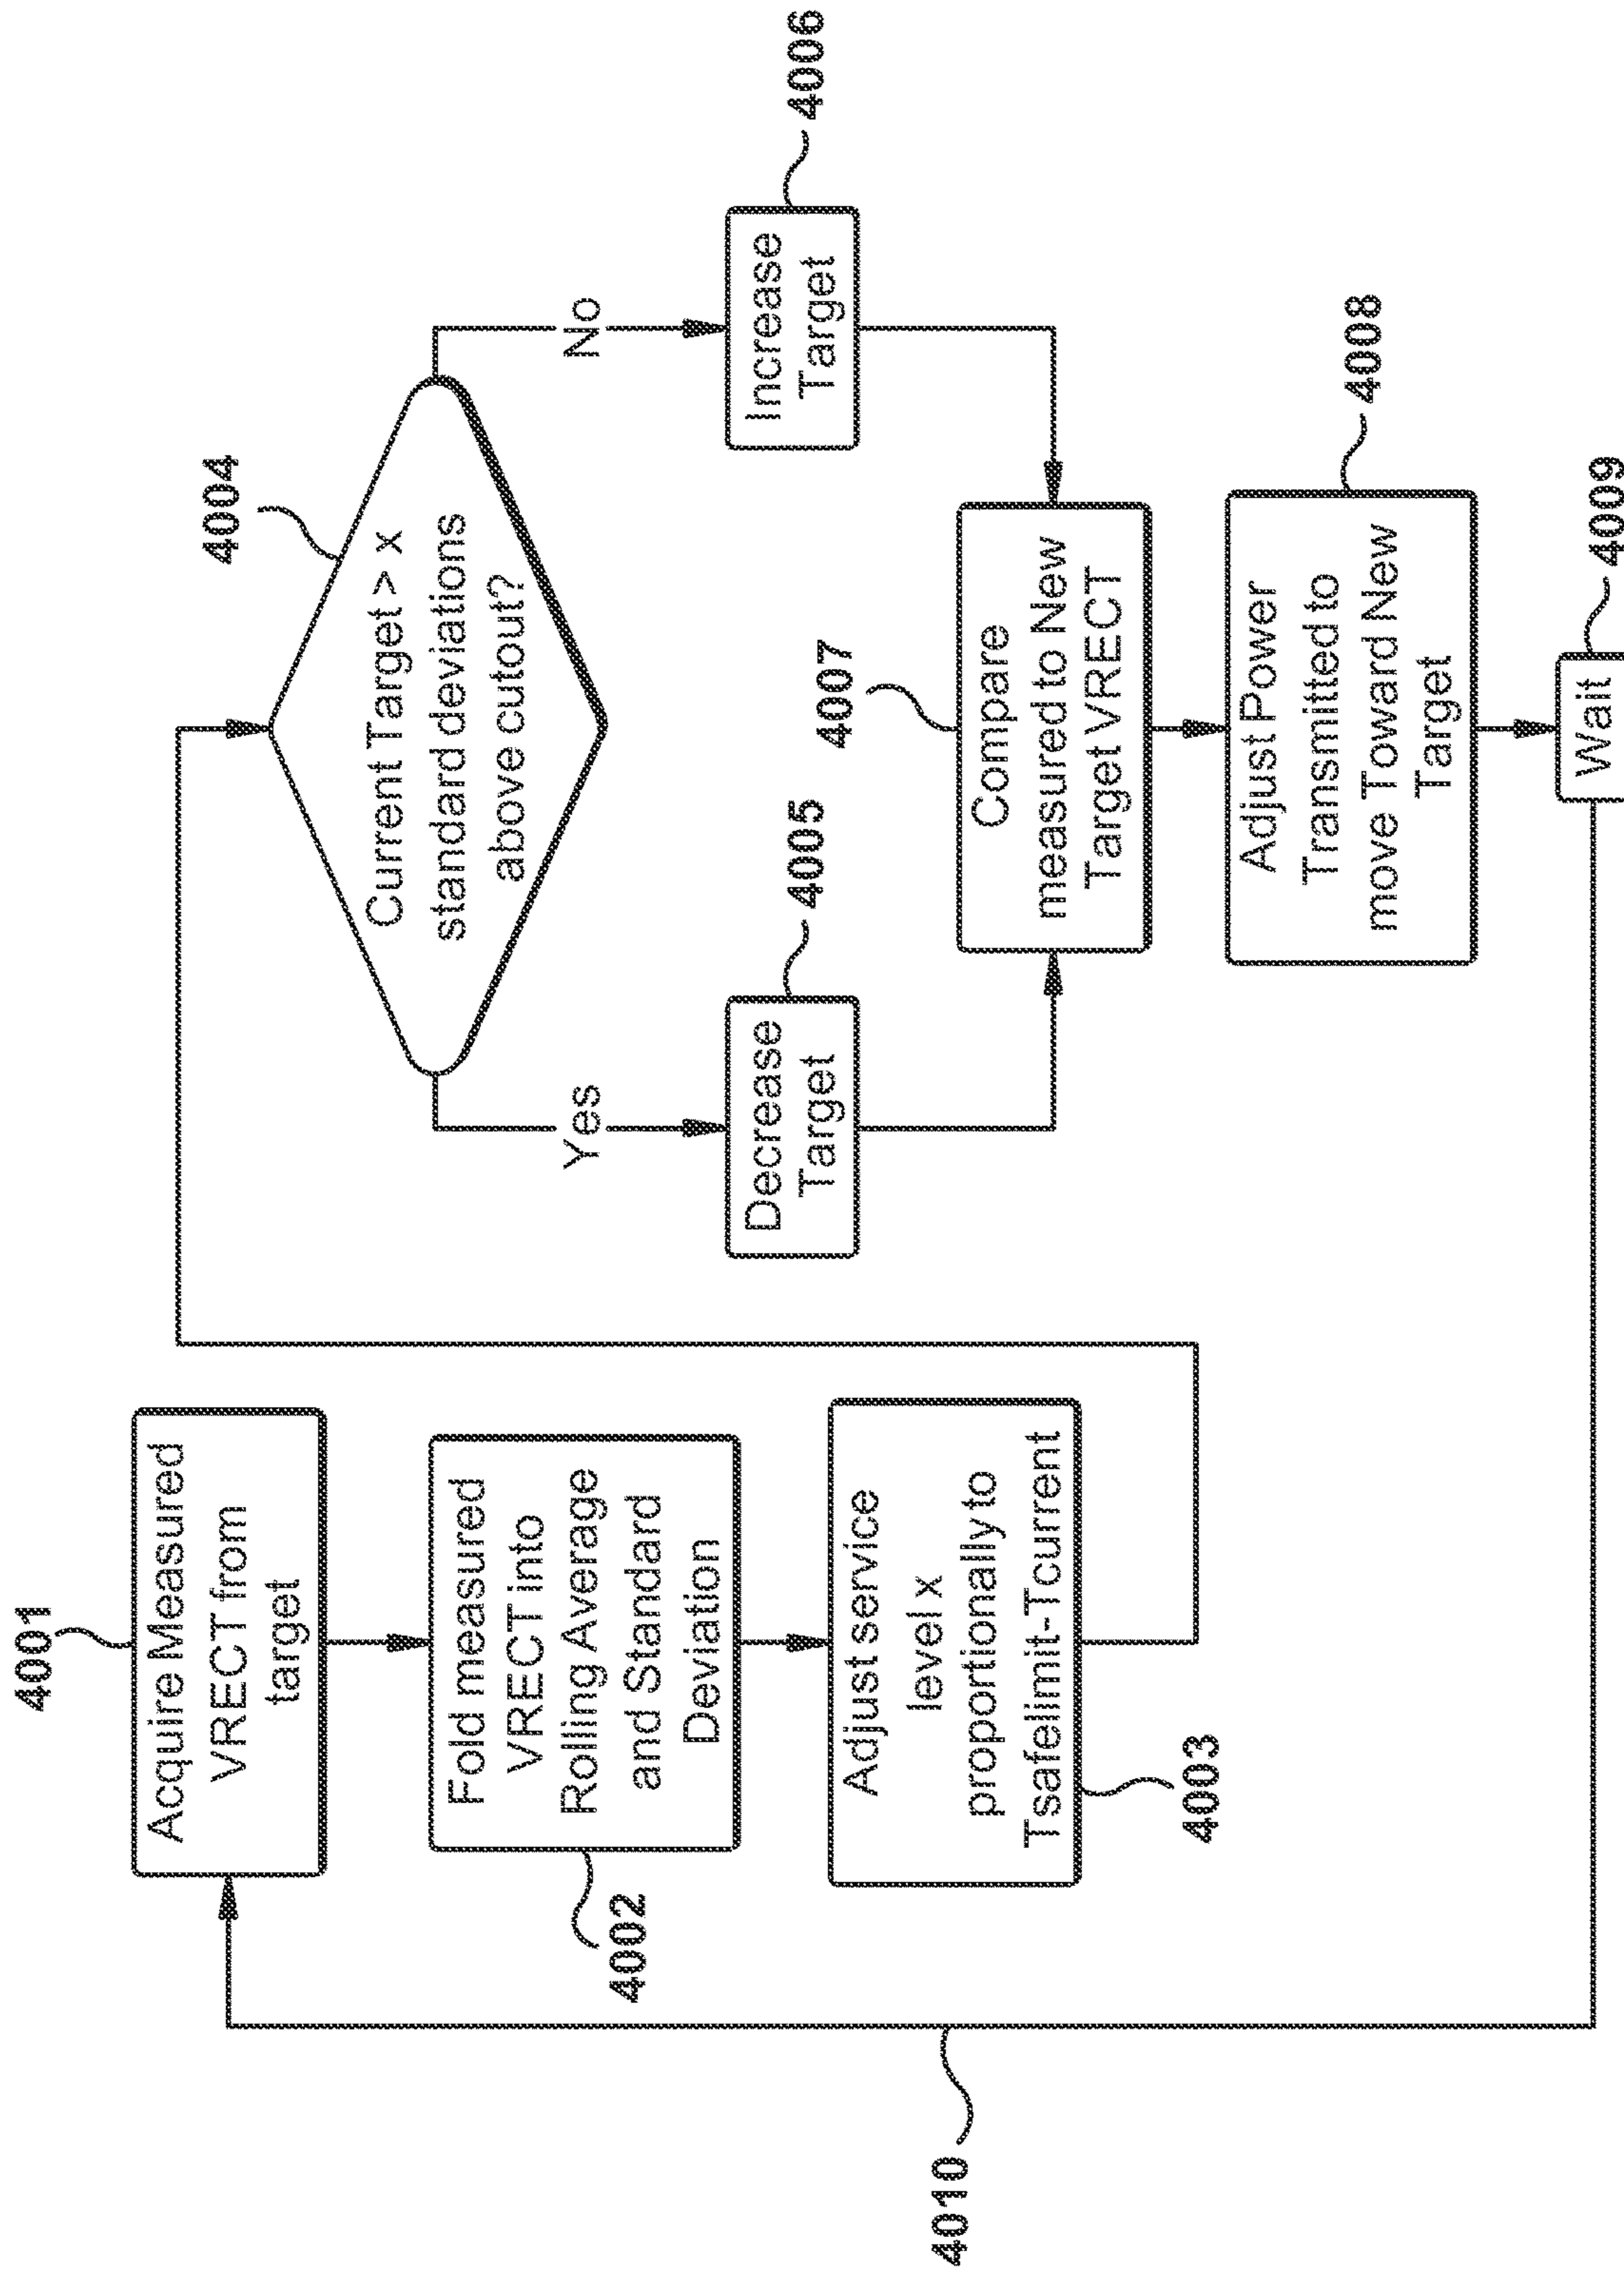 4001
Acquire Measured
VRECT from
target
4002
Fold measured
VRECT into
Rolling Average
and Standard
Deviation
4003
Adjust service
level x
proportionally to
Tsafelimit-Tcurrent
4004
Current Target > x
standard deviations
above cutout?
Yes
No
4005
Decrease
Target
4006
Increase
Target
4007
Compare
measured to New
Target VRECT
4008
Adjust Power
Transmitted to
move Toward New
Target
4009
Wait
4010